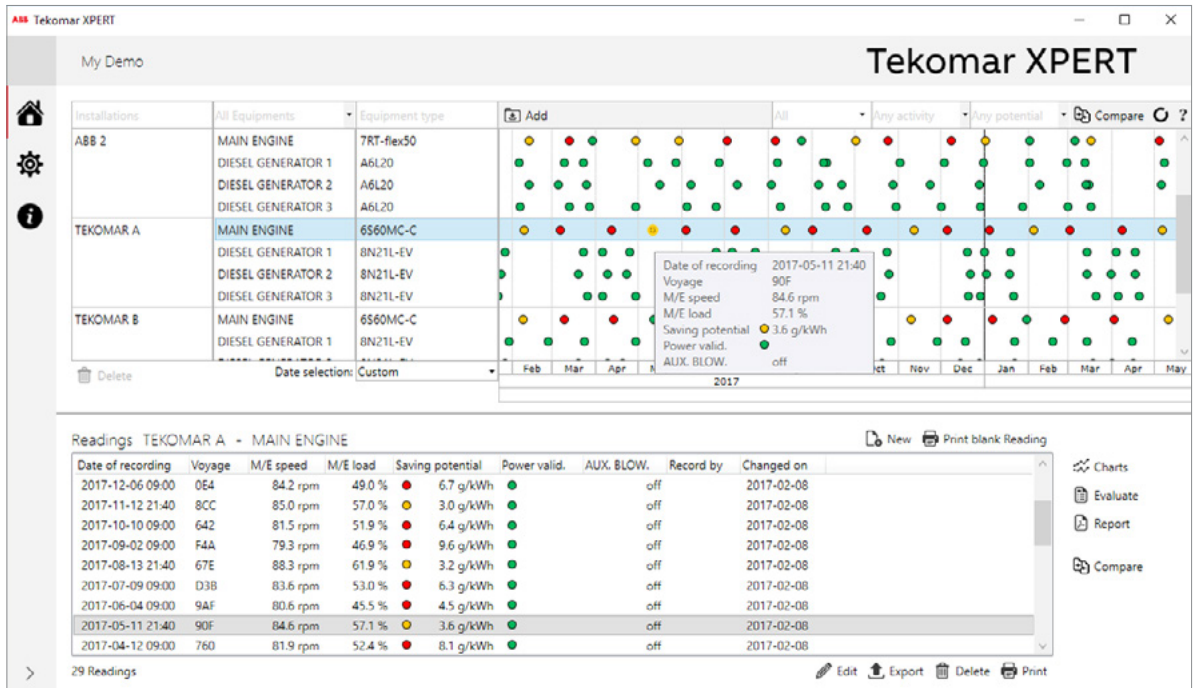 ABB Tekomar XPERT
My Demo
Tekomar XPERT
Installations All Equipments Equipment type Add All Any activity Any potential Compare ?
ABB 2 MAIN ENGINE 7RT-flex50
DIESEL GENERATOR 1 A6L20
DIESEL GENERATOR 2 A6L20
DIESEL GENERATOR 3 A6L20
TEKOMAR A MAIN ENGINE 6S60MC-C
DIESEL GENERATOR 1 8N21L-EV
DIESEL GENERATOR 2 8N21L-EV
DIESEL GENERATOR 3 8N21L-EV
TEKOMAR B MAIN ENGINE 6S60MC-C
DIESEL GENERATOR 1 8N21L-EV
Date of recording 2017-05-11 21:40
Voyage 90F
M/E speed 84.6 rpm
M/E load 57.1 %
Saving potential 3.6 g/kWh
Power valid.
AUX. BLOW. off
Delete Date selection: Custom
Feb Mar Apr Nov Dec Jan Feb Mar Apr May
2017
Readings TEKOMAR A - MAIN ENGINE New Print blank Reading
Date of recording Voyage M/E speed M/E load Saving potential Power valid. AUX. BLOW. Record by Changed on
2017-12-06 09:00 0E4 84.2 rpm 49.0 % 6.7 g/kWh off 2017-02-08
2017-11-12 21:40 8CC 85.0 rpm 57.0 % 3.0 g/kWh off 2017-02-08
2017-10-10 09:00 642 81.5 rpm 51.9 % 6.4 g/kWh off 2017-02-08
2017-09-02 09:00 F4A 79.3 rpm 46.9 % 9.6 g/kWh off 2017-02-08
2017-08-13 21:40 67E 88.3 rpm 61.9 % 3.2 g/kWh off 2017-02-08
2017-07-09 09:00 D3B 83.6 rpm 53.0 % 6.3 g/kWh off 2017-02-08
2017-06-04 09:00 9AF 80.6 rpm 45.5 % 4.5 g/kWh off 2017-02-08
2017-05-11 21:40 90F 84.6 rpm 57.1 % 3.6 g/kWh off 2017-02-08
2017-04-12 09:00 760 81.9 rpm 52.4 % 8.1 g/kWh off 2017-02-08
Charts
Evaluate
Report
Compare
29 Readings Edit Export Delete Print